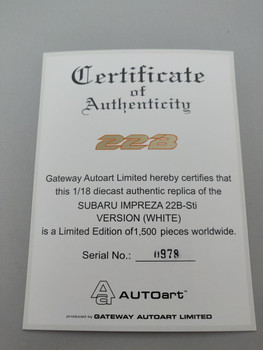 Certificate
of
Authenticity
22B
Gateway Autoart Limited hereby certifies that
this 1/18 diecast authentic replica of the
SUBARU IMPREZA 22B-Sti
VERSION (WHITE)
is a Limited Edition of1,500 pieces worldwide.
Serial No.: 0978
AUTOart
produced by GATEWAY AUTOART LIMITED